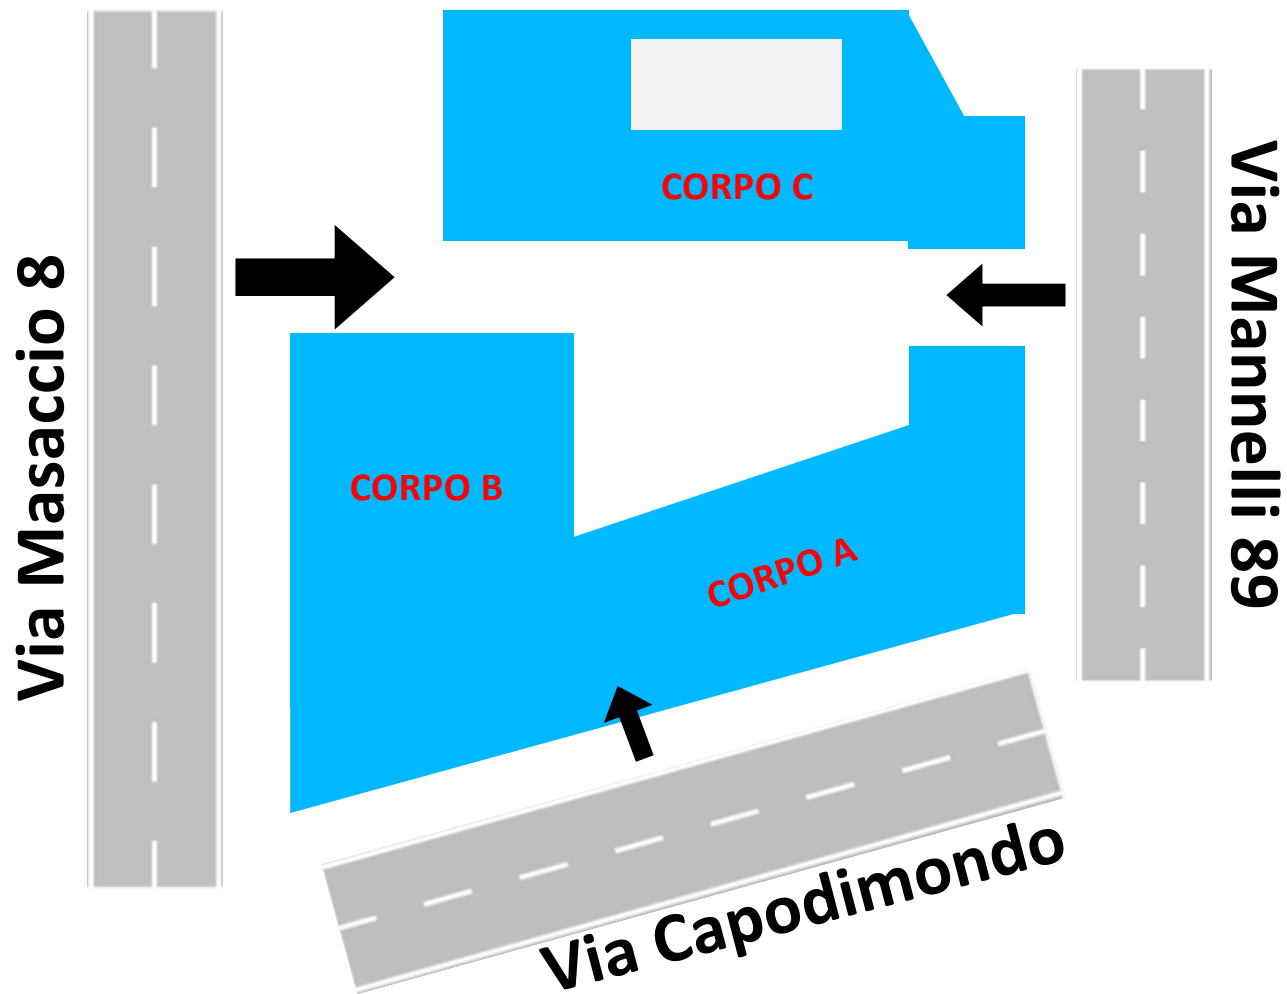 CORPO C
Via Masaccio 8
Via Mannelli 89
CORPO B
CORPO A
Via Capodimondo